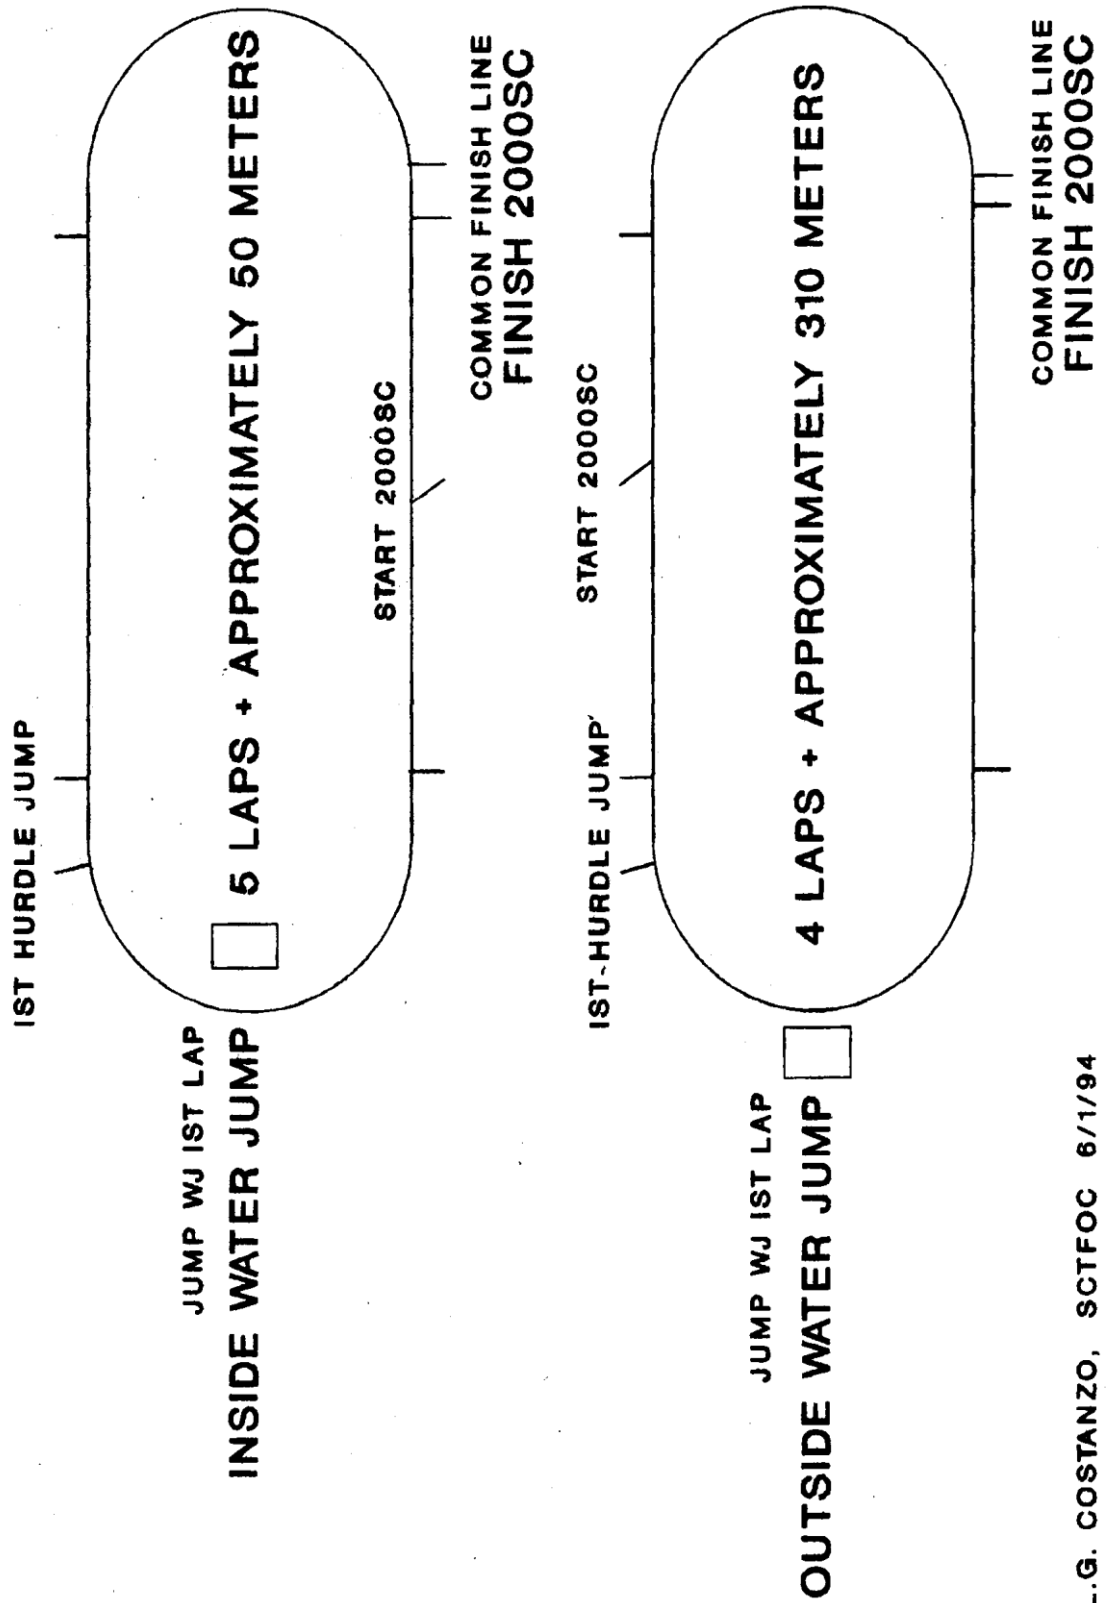 IST HURDLE JUMP
JUMP WJ IST LAP
INSIDE WATER JUMP
5 LAPS + APPROXIMATELY 50 METERS
START 2000SC
COMMON FINISH LINE
FINISH 2000SC
IST-HURDLE JUMP
START 2000SC
JUMP WJ IST LAP
OUTSIDE WATER JUMP
4 LAPS + APPROXIMATELY 310 METERS
COMMON FINISH LINE
FINISH 2000SC
L.G. COSTANZO, SCTFOC 6/1/94